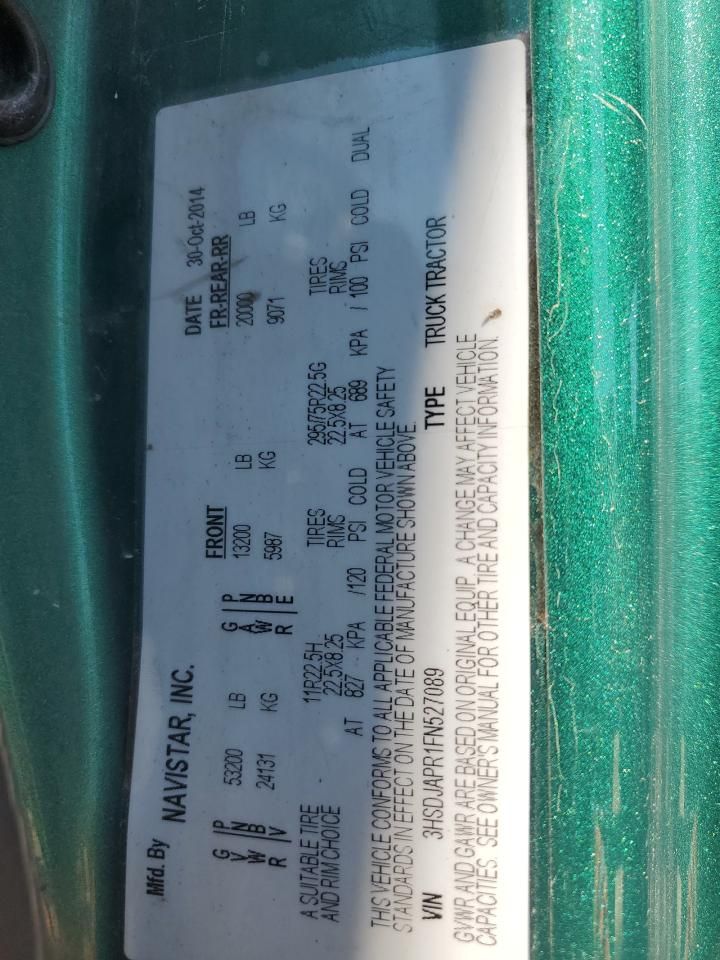 Mfd. By NAVISTAR, INC. DATE 30-Oct-2014
FRONT FR-REAR-RR
GVWR / PNBV 53200 LB GAWR / PNBE 13200 LB 20000 LB
24131 KG 5987 KG 9071 KG
A SUITABLE TIRE 11R22.5H TIRES 295/75R22.5G TIRES
AND RIM CHOICE 22.5X8.25 RIMS 22.5X8.25 RIMS
AT 827 KPA /120 PSI COLD AT 689 KPA / 100 PSI COLD DUAL
THIS VEHICLE CONFORMS TO ALL APPLICABLE FEDERAL MOTOR VEHICLE SAFETY
STANDARDS IN EFFECT ON THE DATE OF MANUFACTURE SHOWN ABOVE.
VIN 3HSDJAPR1FN527089 TYPE TRUCK TRACTOR
GVWR AND GAWR ARE BASED ON ORIGINAL EQUIP., A CHANGE MAY AFFECT VEHICLE
CAPACITIES. SEE OWNER'S MANUAL FOR OTHER TIRE AND CAPACITY INFORMATION.